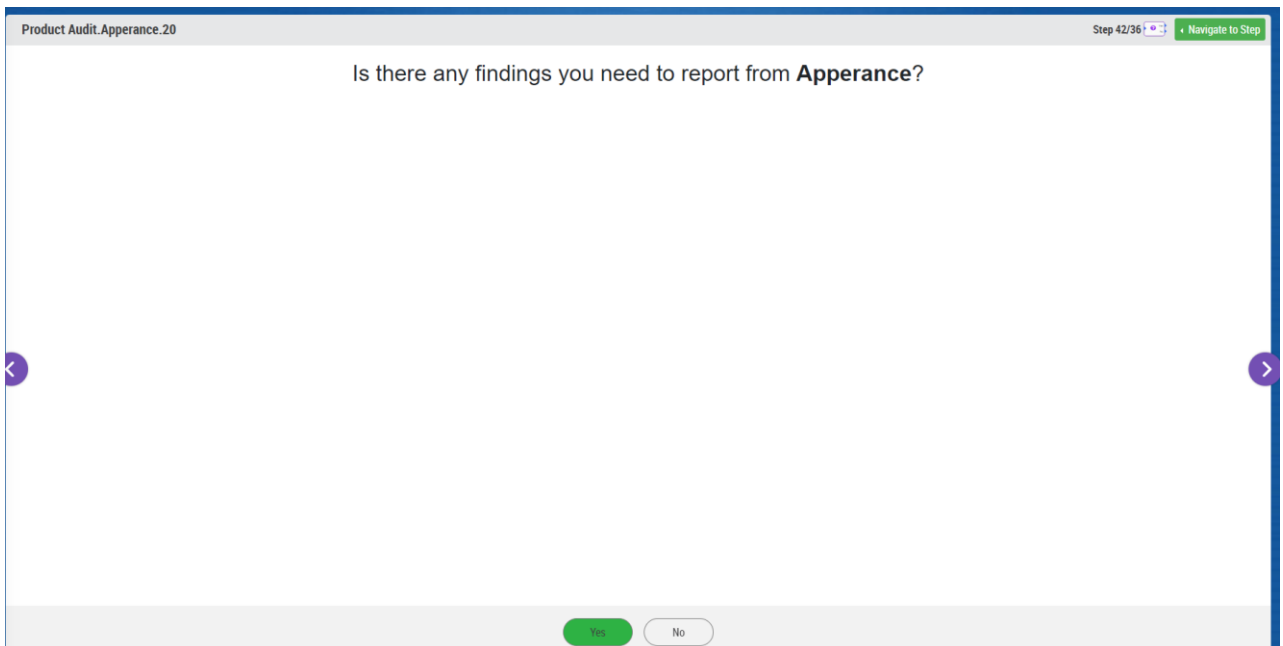 Product Audit.Apperance.20
Step 42/36
Navigate to Step
Is there any findings you need to report from Apperance?
Yes
No